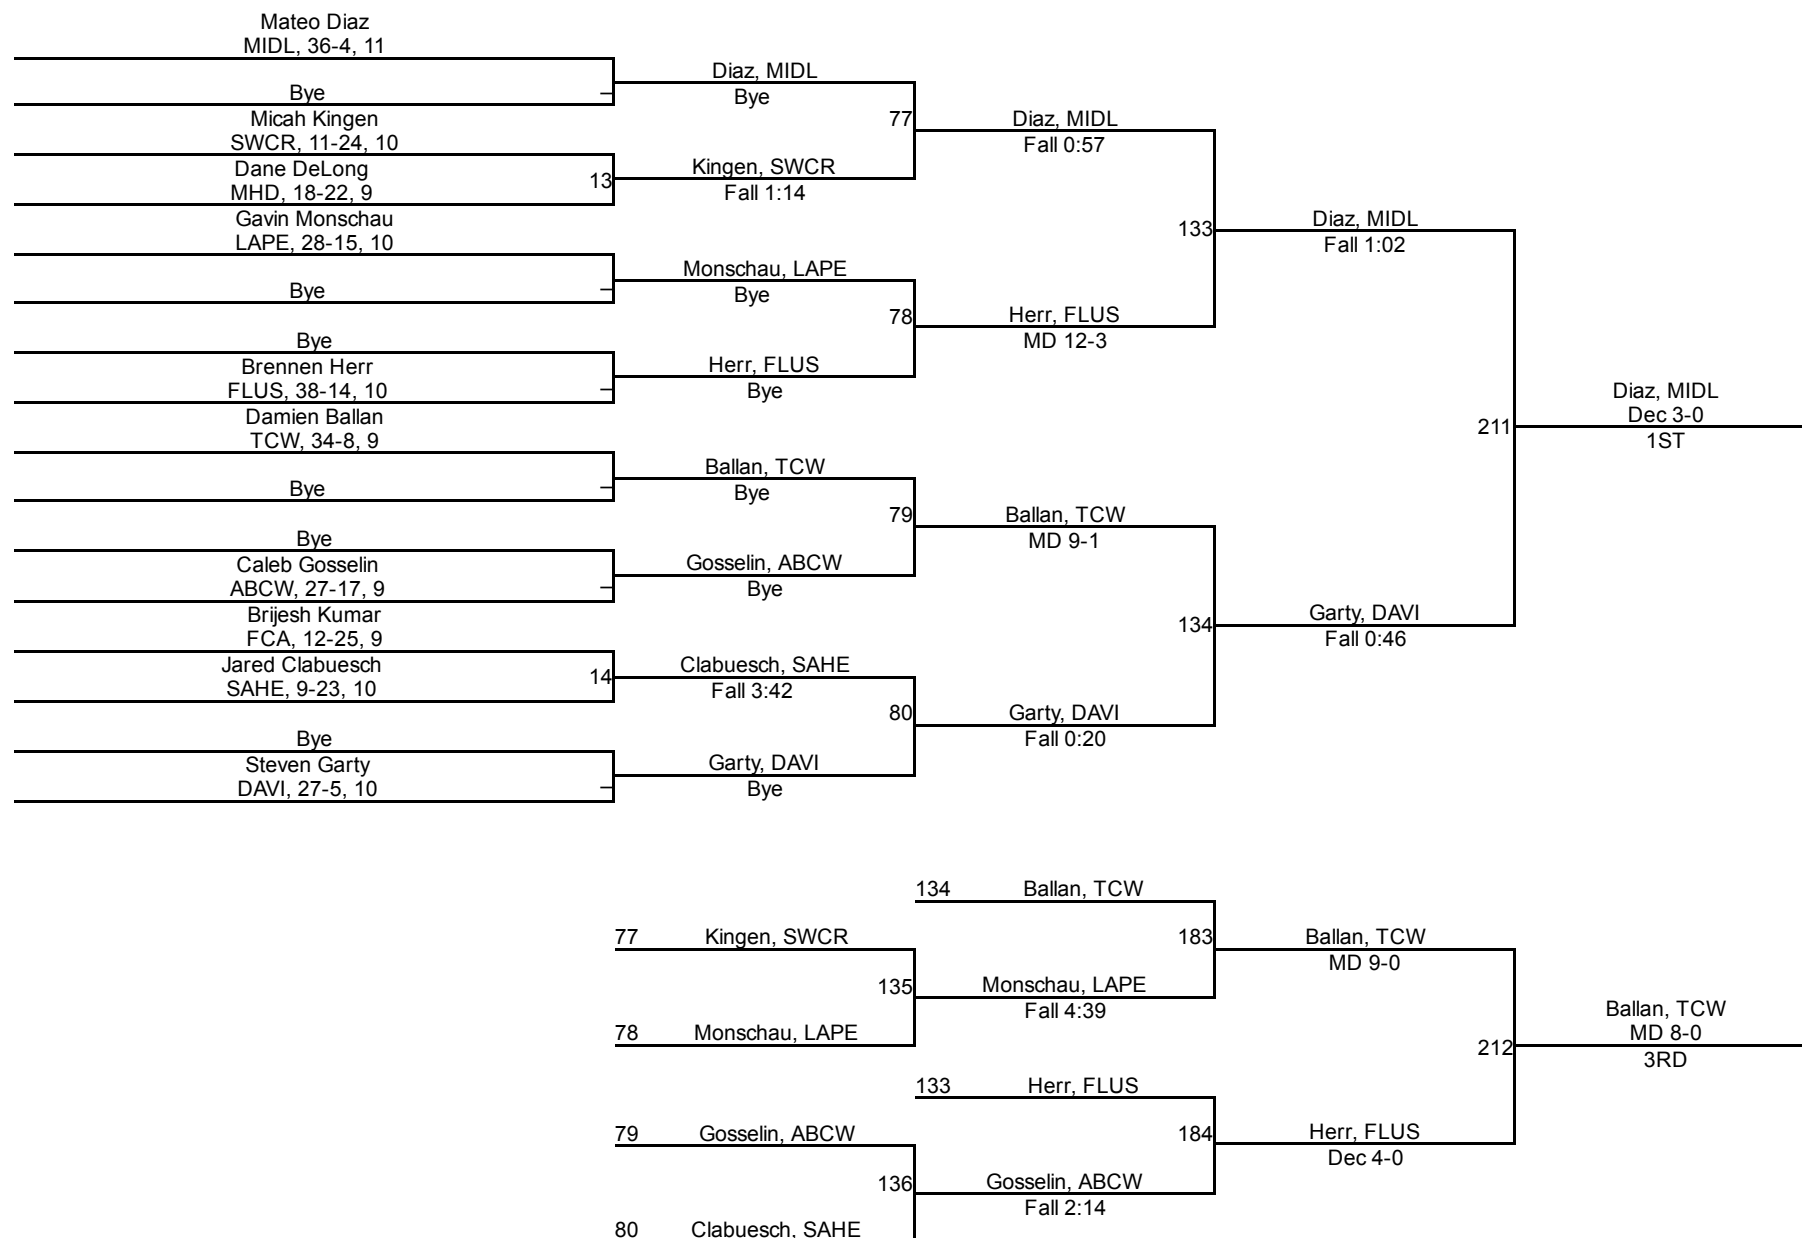 Mateo Diaz
MIDL, 36-4, 11
Bye
Micah Kingen
SWCR, 11-24, 10
Dane DeLong
MHD, 18-22, 9
13
Gavin Monschau
LAPE, 28-15, 10
Bye
Bye
Brennen Herr
FLUS, 38-14, 10
Damien Ballan
TCW, 34-8, 9
Bye
Bye
Caleb Gosselin
ABCW, 27-17, 9
Brijesh Kumar
FCA, 12-25, 9
Jared Clabuesch
SAHE, 9-23, 10
14
Bye
Steven Garty
DAVI, 27-5, 10
Diaz, MIDL
Bye
77
Kingen, SWCR
Fall 1:14
Monschau, LAPE
Bye
78
Herr, FLUS
Bye
Ballan, TCW
Bye
79
Gosselin, ABCW
Bye
Clabuesch, SAHE
Fall 3:42
80
Garty, DAVI
Bye
Diaz, MIDL
Fall 0:57
133
Herr, FLUS
MD 12-3
Ballan, TCW
MD 9-1
134
Garty, DAVI
Fall 0:20
Diaz, MIDL
Fall 1:02
211
Garty, DAVI
Fall 0:46
Diaz, MIDL
Dec 3-0
1ST
134 Ballan, TCW
77 Kingen, SWCR
183
135
Monschau, LAPE
Fall 4:39
78 Monschau, LAPE
133 Herr, FLUS
79 Gosselin, ABCW
184
136
Gosselin, ABCW
Fall 2:14
80 Clabuesch, SAHE
Ballan, TCW
MD 9-0
212
Herr, FLUS
Dec 4-0
Ballan, TCW
MD 8-0
3RD